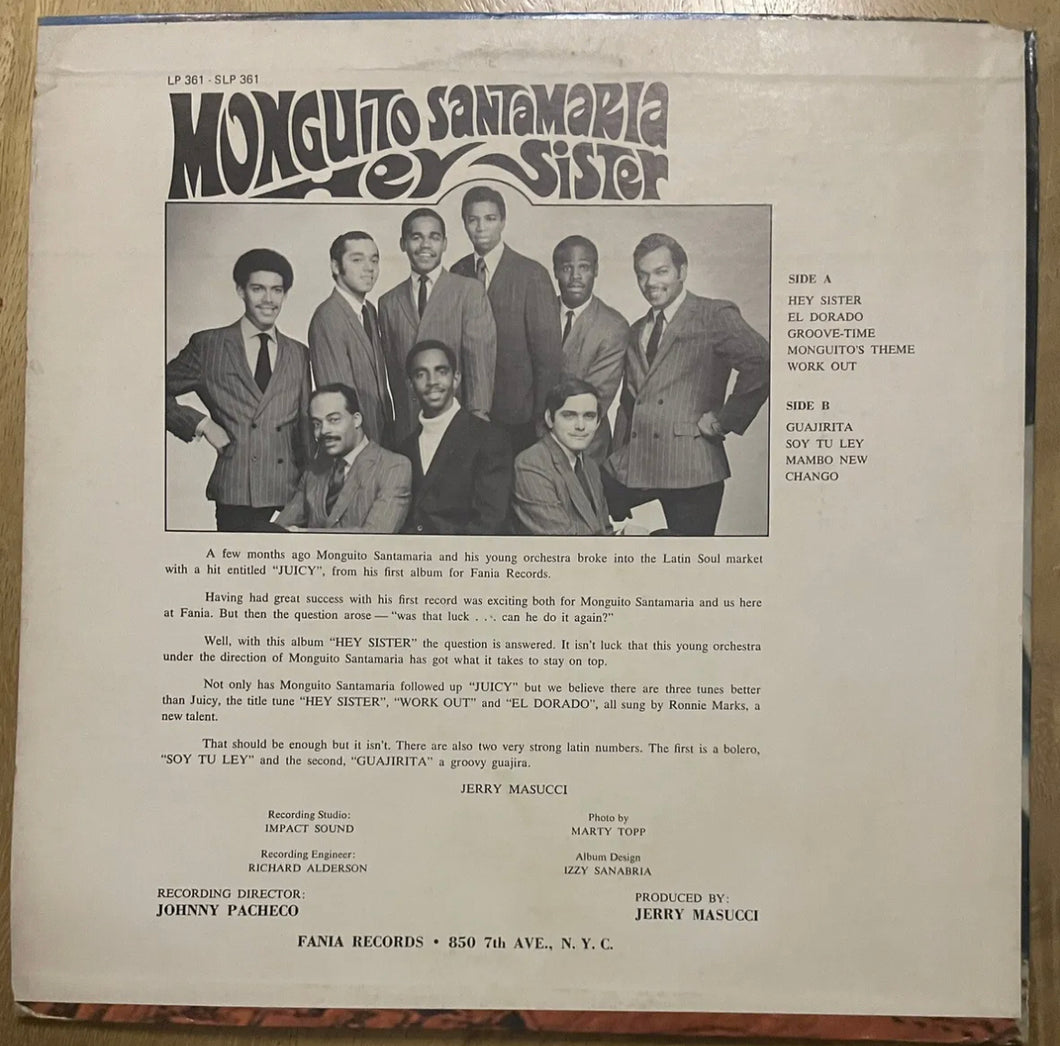 LP 361 - SLP 361
MONGUITO SANTAMARIA
Hey SISTER
SIDE A
HEY SISTER
EL DORADO
GROOVE-TIME
MONGUITO'S THEME
WORK OUT
SIDE B
GUAJIRITA
SOY TU LEY
MAMBO NEW
CHANGO
A few months ago Monguito Santamaria and his young orchestra broke into the Latin Soul market
with a hit entitled "JUICY", from his first album for Fania Records.
Having had great success with his first record was exciting both for Monguito Santamaria and us here
at Fania. But then the question arose — "was that luck . . . can he do it again?"
Well, with this album "HEY SISTER" the question is answered. It isn't luck that this young orchestra
under the direction of Monguito Santamaria has got what it takes to stay on top.
Not only has Monguito Santamaria followed up "JUICY" but we believe there are three tunes better
than Juicy, the title tune "HEY SISTER", "WORK OUT" and "EL DORADO", all sung by Ronnie Marks, a
new talent.
That should be enough but it isn't. There are also two very strong latin numbers. The first is a bolero,
"SOY TU LEY" and the second, "GUAJIRITA" a groovy guajira.
JERRY MASUCCI
Recording Studio:
IMPACT SOUND
Photo by
MARTY TOPP
Recording Engineer:
RICHARD ALDERSON
Album Design
IZZY SANABRIA
RECORDING DIRECTOR:
JOHNNY PACHECO
PRODUCED BY:
JERRY MASUCCI
FANIA RECORDS • 850 7th AVE., N. Y. C.